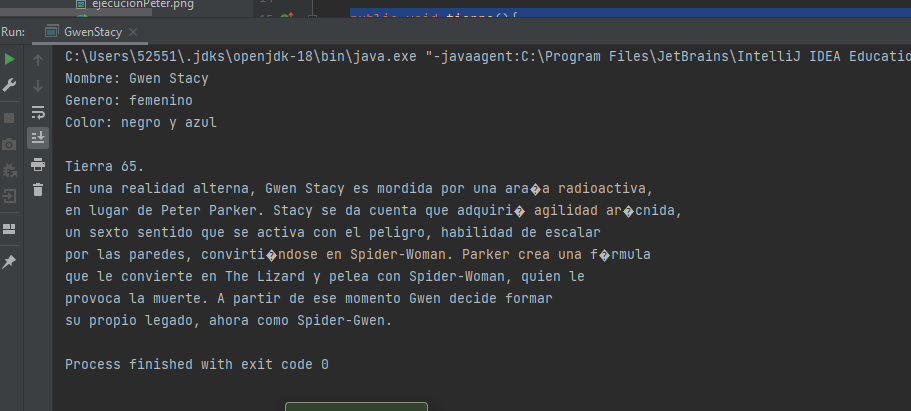 ejecucionPeter.png
public void tierra(){
Run: GwenStacy ×
C:\Users\52551\.jdks\openjdk-18\bin\java.exe "-javaagent:C:\Program Files\JetBrains\IntelliJ IDEA Educatio
Nombre: Gwen Stacy
Genero: femenino
Color: negro y azul
Tierra 65.
En una realidad alterna, Gwen Stacy es mordida por una ara�a radioactiva,
en lugar de Peter Parker. Stacy se da cuenta que adquiri� agilidad ar�cnida,
un sexto sentido que se activa con el peligro, habilidad de escalar
por las paredes, convirti�ndose en Spider-Woman. Parker crea una f�rmula
que le convierte en The Lizard y pelea con Spider-Woman, quien le
provoca la muerte. A partir de ese momento Gwen decide formar
su propio legado, ahora como Spider-Gwen.
Process finished with exit code 0